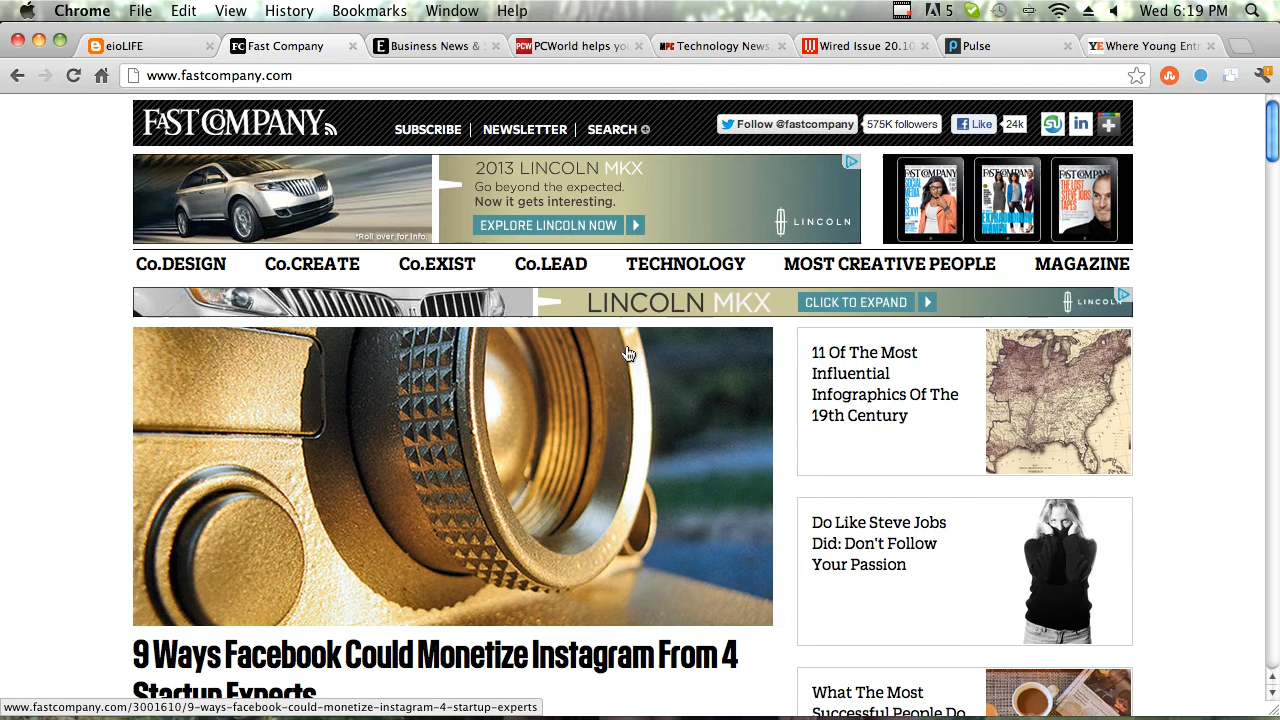 Chrome File Edit View History Bookmarks Window Help 5 Wed 6:19 PM
eioLIFE Fast Company Business News & S PCWorld helps you Technology News, Wired Issue 20.10 Pulse Where Young Entr
www.fastcompany.com
FAST COMPANY SUBSCRIBE NEWSLETTER SEARCH Follow @fastcompany 575K followers Like 24k in
2013 LINCOLN MKX
Go beyond the expected.
Now it gets interesting.
EXPLORE LINCOLN NOW
LINCOLN
*Roll over for info.
Co.DESIGN Co.CREATE Co.EXIST Co.LEAD TECHNOLOGY MOST CREATIVE PEOPLE MAGAZINE
LINCOLN MKX CLICK TO EXPAND LINCOLN
11 Of The Most
Influential
Infographics Of The
19th Century
Do Like Steve Jobs
Did: Don't Follow
Your Passion
9 Ways Facebook Could Monetize Instagram From 4
Startup Experts
What The Most
Successful People Do
www.fastcompany.com/3001610/9-ways-facebook-could-monetize-instagram-4-startup-experts